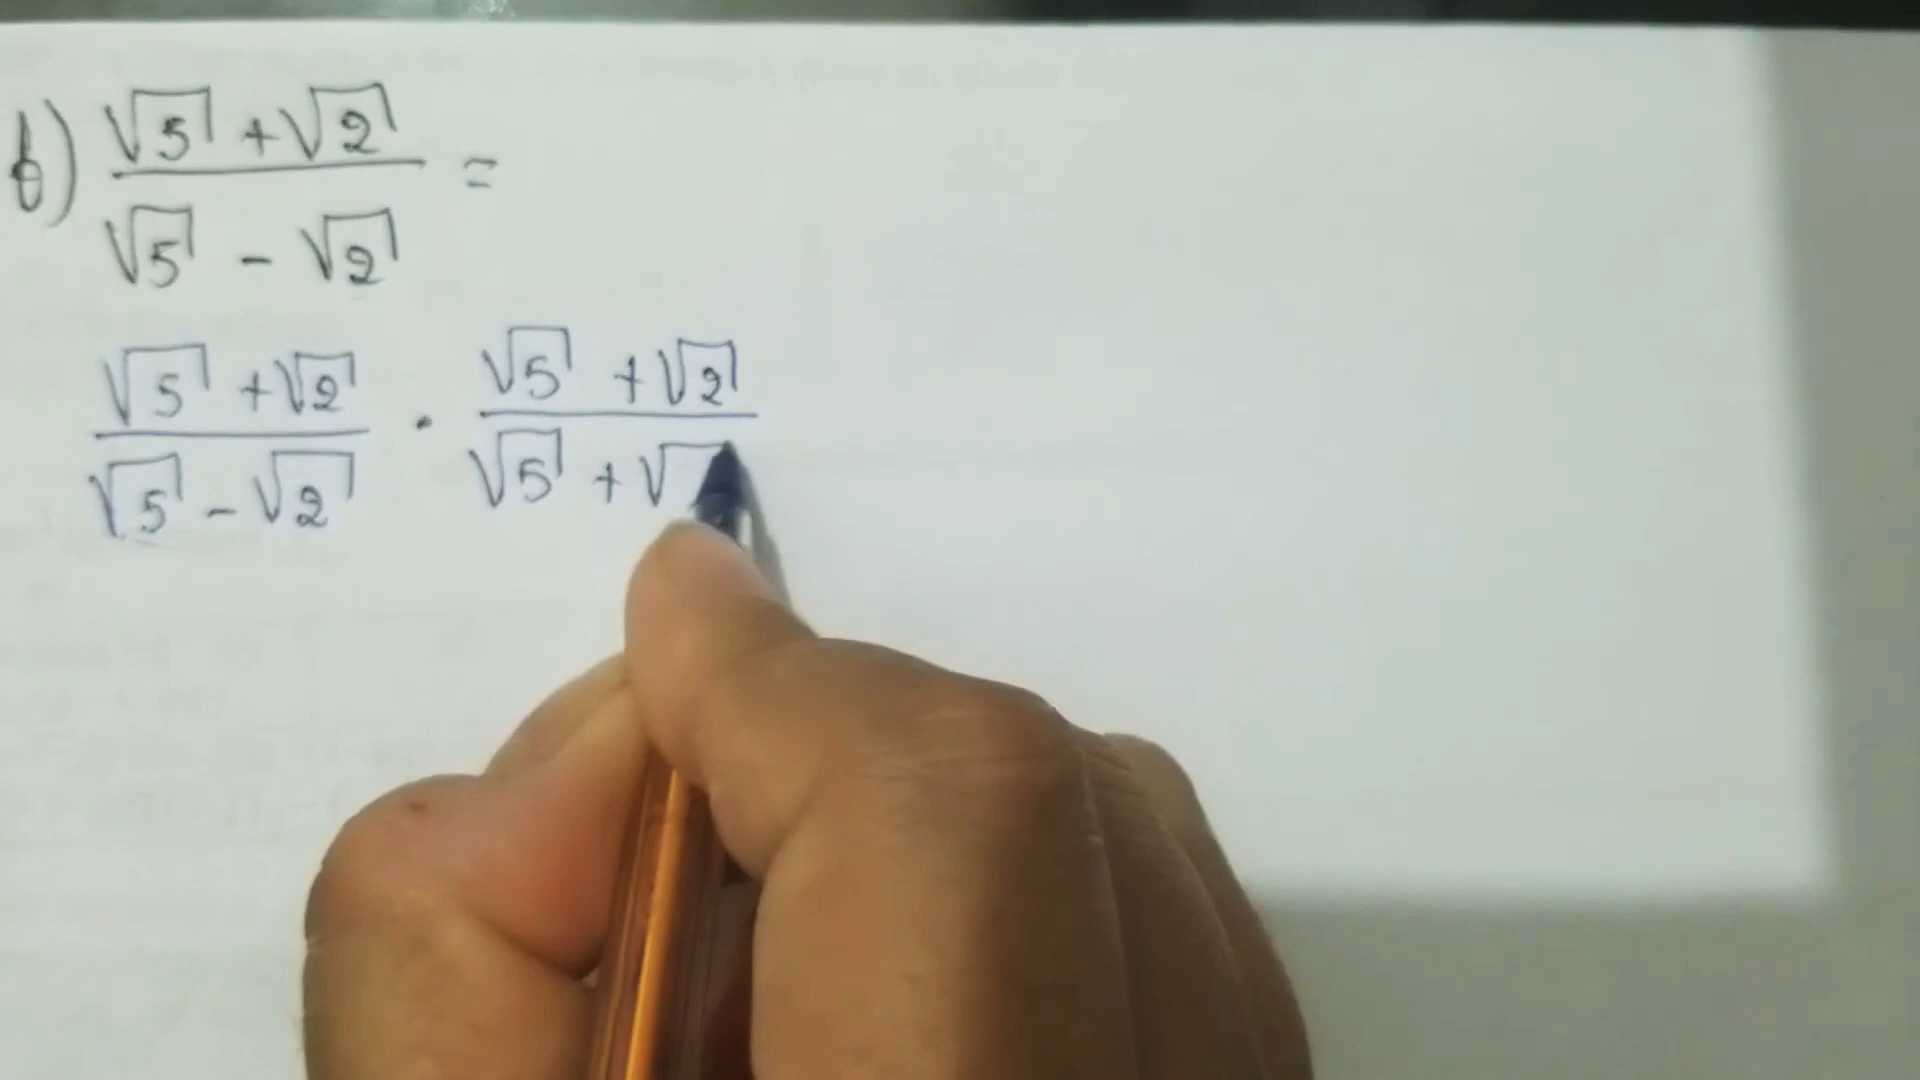 б) (√5 + √2)/(√5 - √2) =
(√5 + √2)/(√5 - √2) · (√5 + √2)/(√5 + √